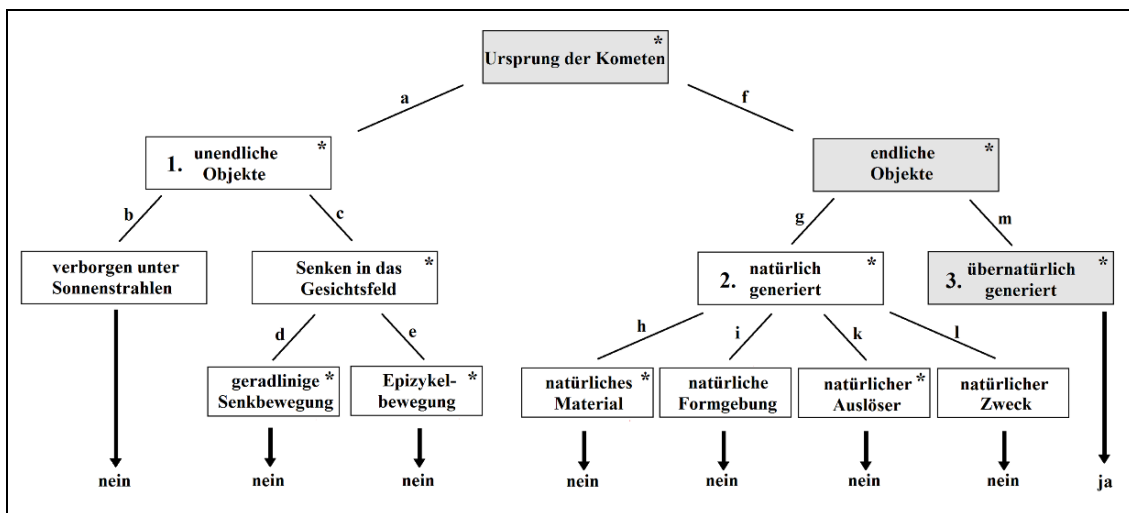 *
Ursprung der Kometen
a
f
1. unendliche *
Objekte
endliche *
Objekte
b
c
g
m
verborgen unter
Sonnenstrahlen
Senken in das *
Gesichtsfeld
2. natürlich *
generiert
3. übernatürlich *
generiert
d
e
h
i
k
l
geradlinige *
Senkbewegung
Epizykel- *
bewegung
natürliches *
Material
natürliche
Formgebung
natürlicher *
Auslöser
natürlicher
Zweck
nein
nein
nein
nein
nein
nein
nein
ja